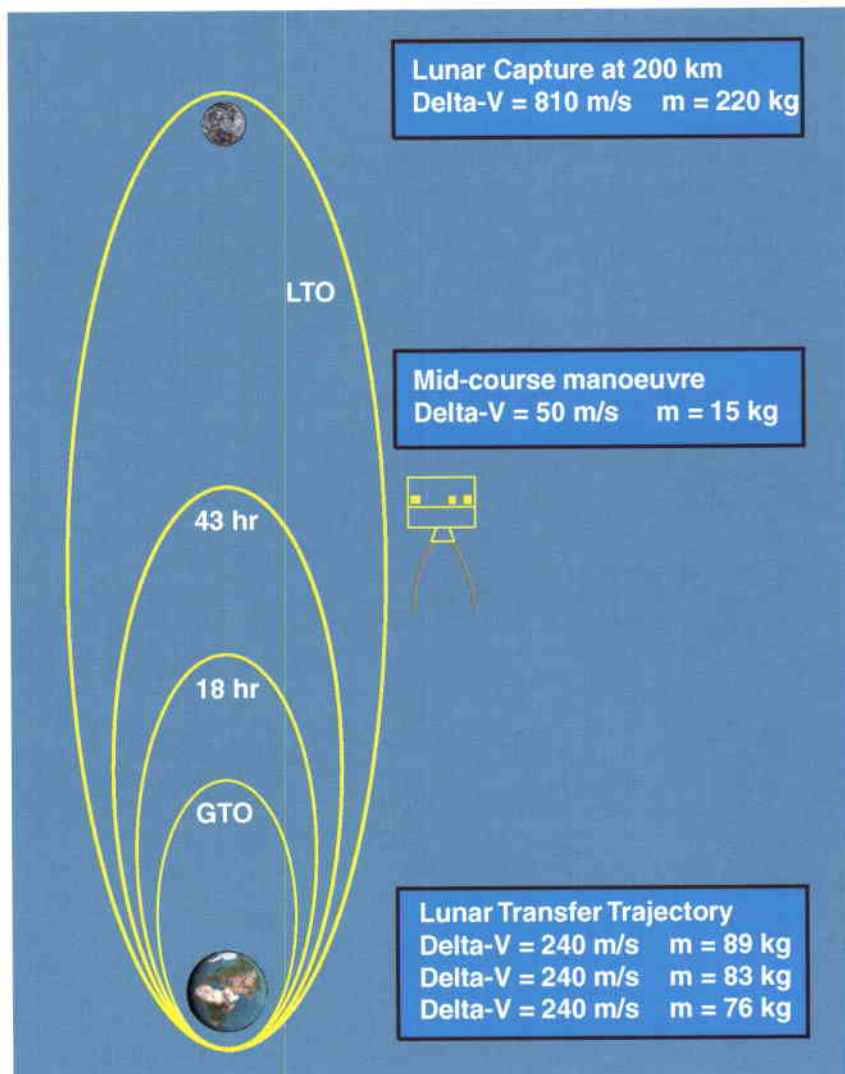 Lunar Capture at 200 km
Delta-V = 810 m/s m = 220 kg
LTO
Mid-course manoeuvre
Delta-V = 50 m/s m = 15 kg
43 hr
18 hr
GTO
Lunar Transfer Trajectory
Delta-V = 240 m/s m = 89 kg
Delta-V = 240 m/s m = 83 kg
Delta-V = 240 m/s m = 76 kg